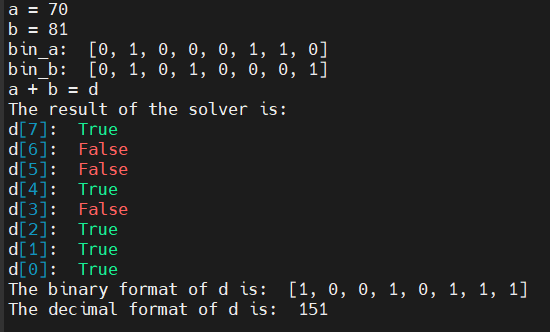 a = 70
b = 81
bin_a:  [0, 1, 0, 0, 0, 1, 1, 0]
bin_b:  [0, 1, 0, 1, 0, 0, 0, 1]
a + b = d
The result of the solver is:
d[7]:  True
d[6]:  False
d[5]:  False
d[4]:  True
d[3]:  False
d[2]:  True
d[1]:  True
d[0]:  True
The binary format of d is:  [1, 0, 0, 1, 0, 1, 1, 1]
The decimal format of d is:  151